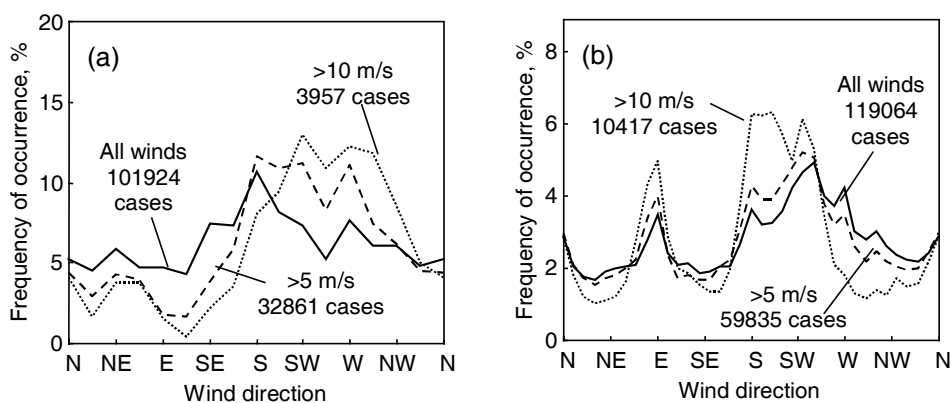 Frequency of occurrence, %
20
15
10
5
0
(a)
>10 m/s
3957 cases
All winds
101924
cases
>5 m/s
32861 cases
N NE E SE S SW W NW N
Wind direction
Frequency of occurrence, %
8
6
4
2
0
(b)
>10 m/s
10417 cases
All winds
119064
cases
>5 m/s
59835 cases
N NE E SE S SW W NW N
Wind direction